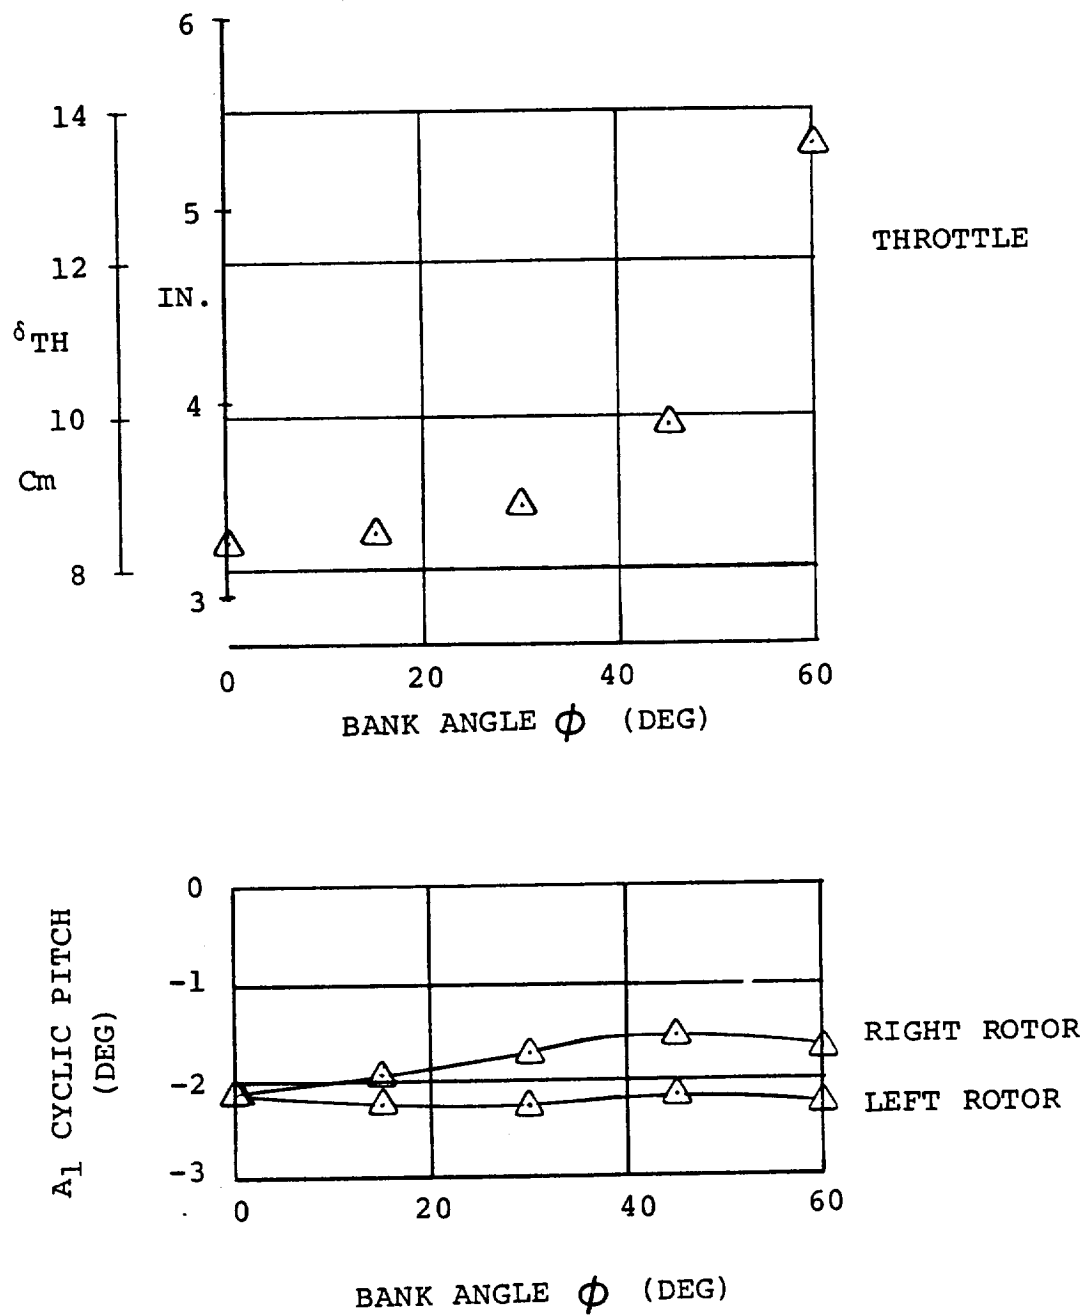 6
14
5
THROTTLE
12
IN.
δTH
4
10
Cm
8
3
0 20 40 60
BANK ANGLE ϕ (DEG)
0
-1
A1 CYCLIC PITCH
(DEG)
RIGHT ROTOR
-2
LEFT ROTOR
-3
0 20 40 60
BANK ANGLE ϕ (DEG)